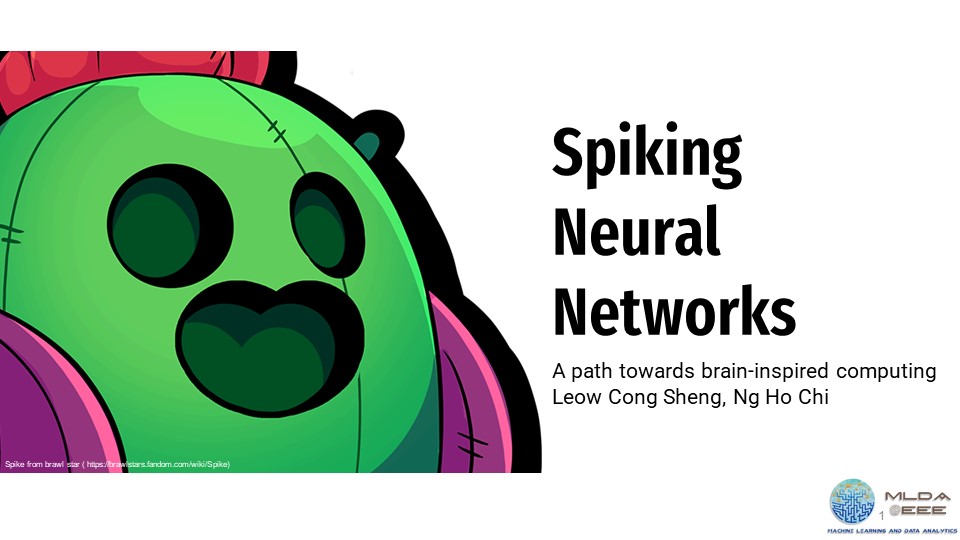 Spiking
Neural
Networks
A path towards brain-inspired computing
Leow Cong Sheng, Ng Ho Chi
Spike from brawl star ( https://brawlstars.fandom.com/wiki/Spike)
MLDA
1 @EEE
MACHINE LEARNING AND DATA ANALYTICS